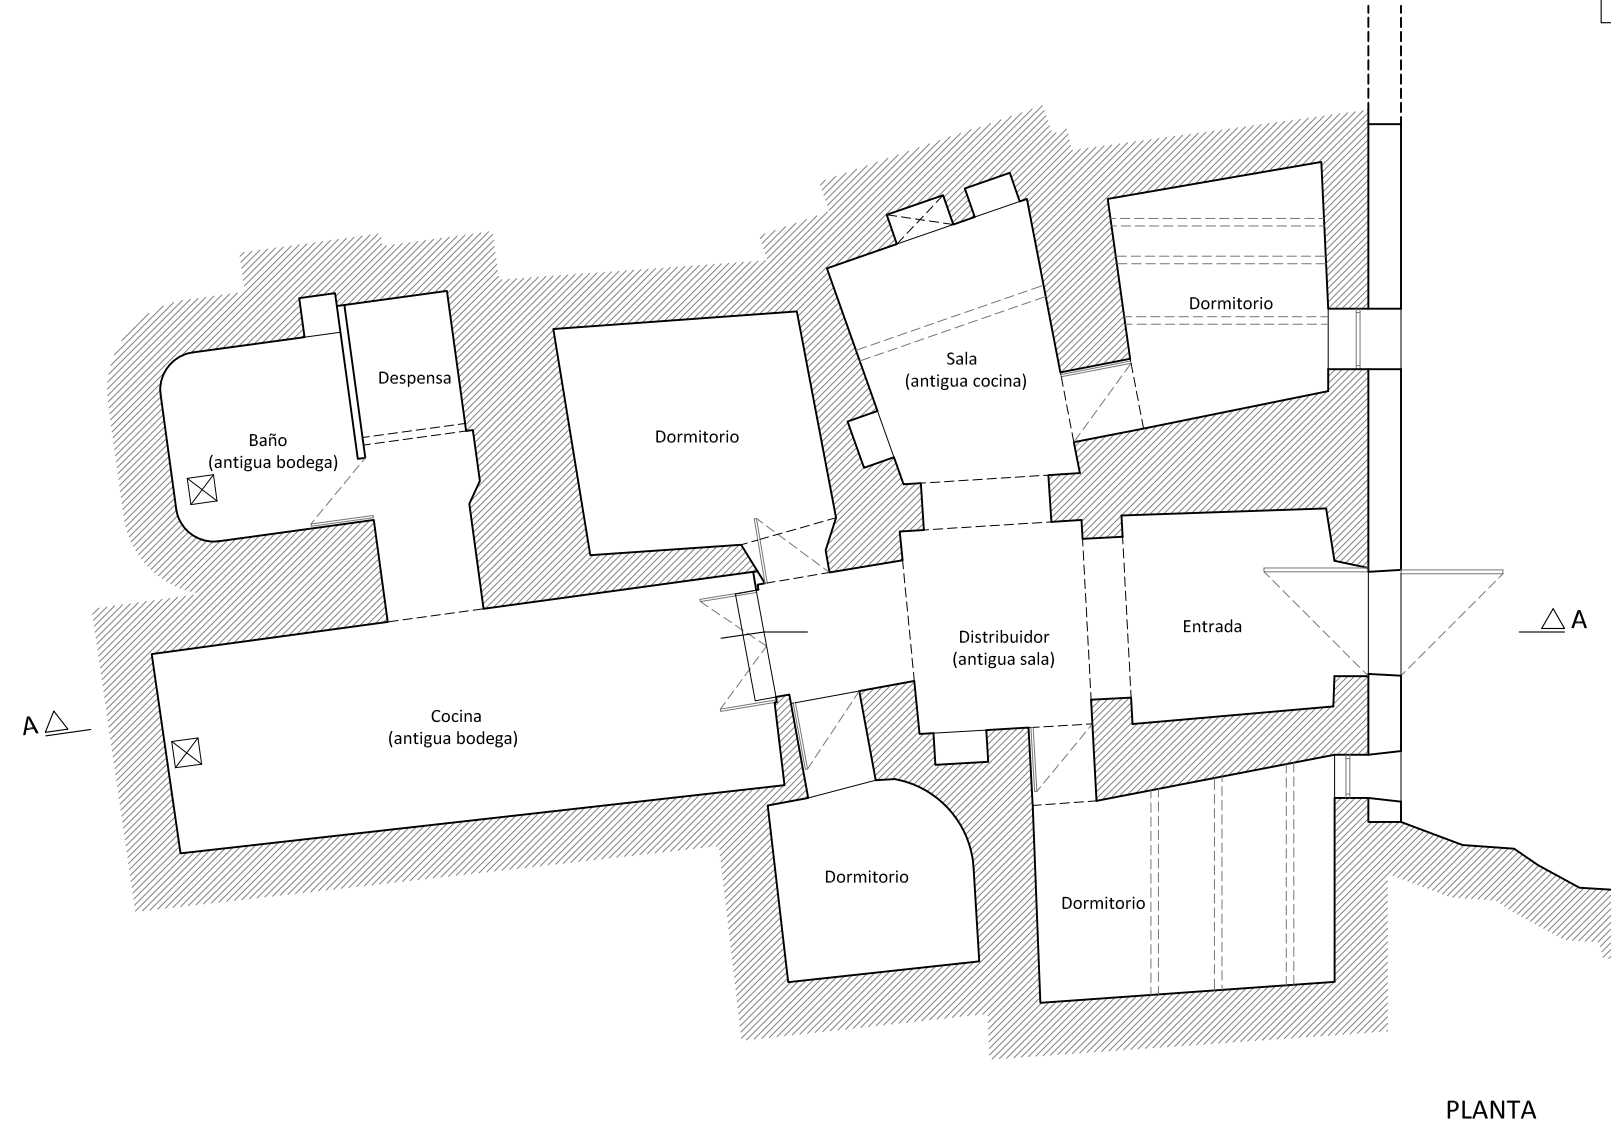 Dormitorio
Sala
(antigua cocina)
Despensa
Baño
(antigua bodega)
Dormitorio
Distribuidor
(antigua sala)
Entrada
A
A
Cocina
(antigua bodega)
Dormitorio
Dormitorio
PLANTA